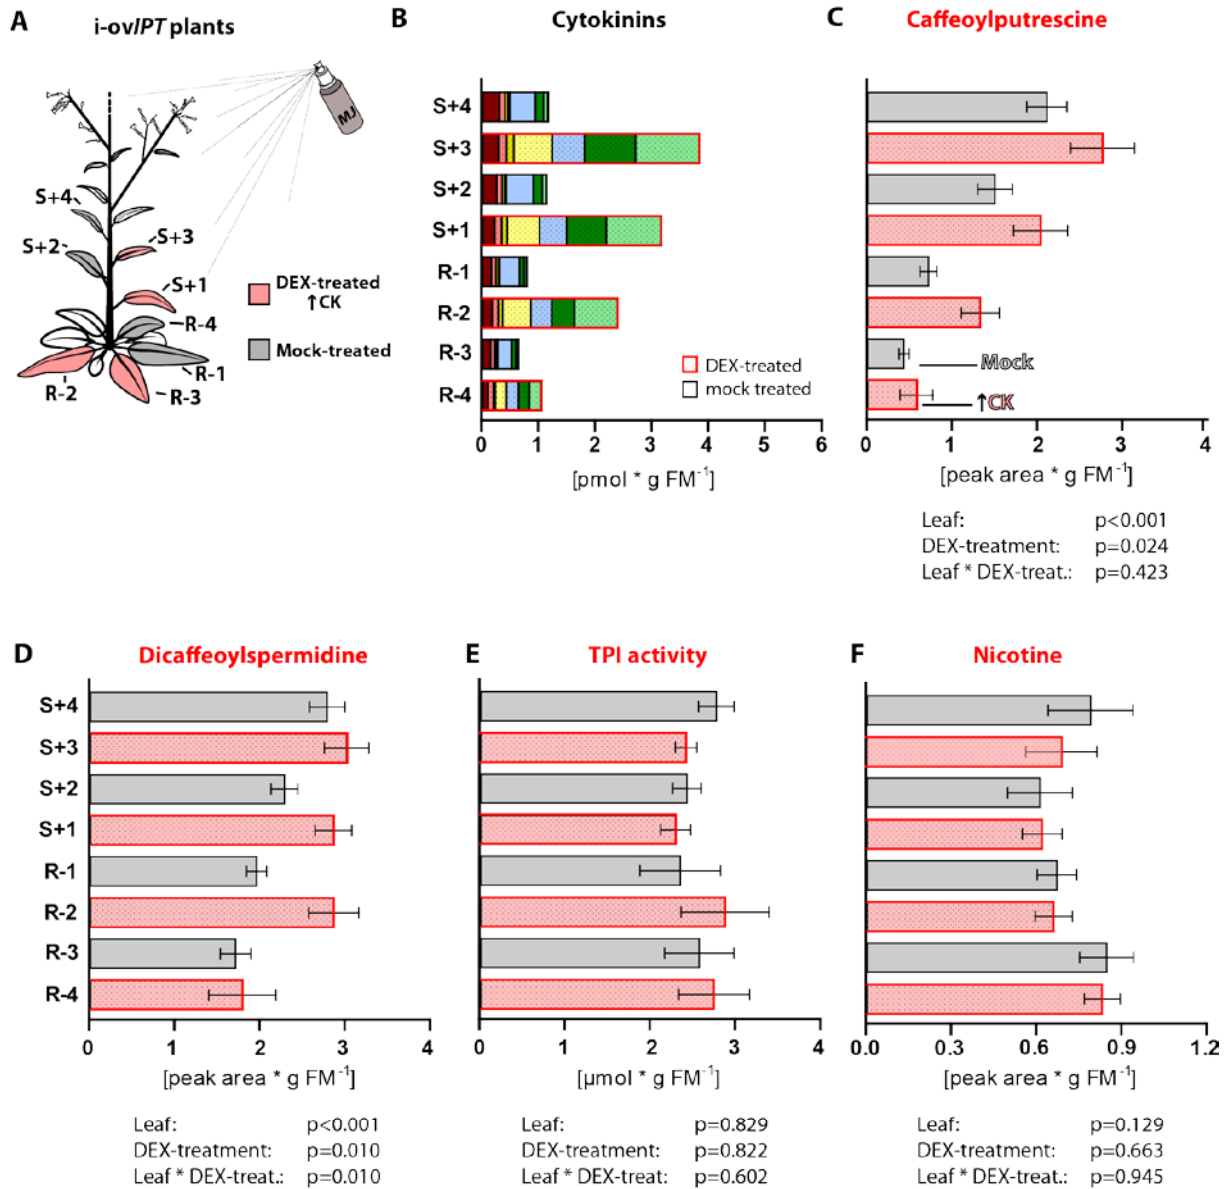 A
i-ovIPT plants
MJ
S+4
S+2
S+3
S+1
R-4
R-1
R-3
R-2
DEX-treated
↑CK
Mock-treated
B
Cytokinins
S+4
S+3
S+2
S+1
R-1
R-2
R-3
R-4
DEX-treated
mock treated
0 1 2 3 4 5 6
[pmol * g FM⁻¹]
C
Caffeoylputrescine
Mock
↑CK
0 1 2 3 4
[peak area * g FM⁻¹]
Leaf: p<0.001
DEX-treatment: p=0.024
Leaf * DEX-treat.: p=0.423
D
Dicaffeoylspermidine
S+4
S+3
S+2
S+1
R-1
R-2
R-3
R-4
0 1 2 3 4
[peak area * g FM⁻¹]
Leaf: p<0.001
DEX-treatment: p=0.010
Leaf * DEX-treat.: p=0.010
E
TPI activity
0 1 2 3 4
[µmol * g FM⁻¹]
Leaf: p=0.829
DEX-treatment: p=0.822
Leaf * DEX-treat: p=0.602
F
Nicotine
0.0 0.3 0.6 0.9 1.2
[peak area * g FM⁻¹]
Leaf: p=0.129
DEX-treatment: p=0.663
Leaf * DEX-treat.: p=0.945